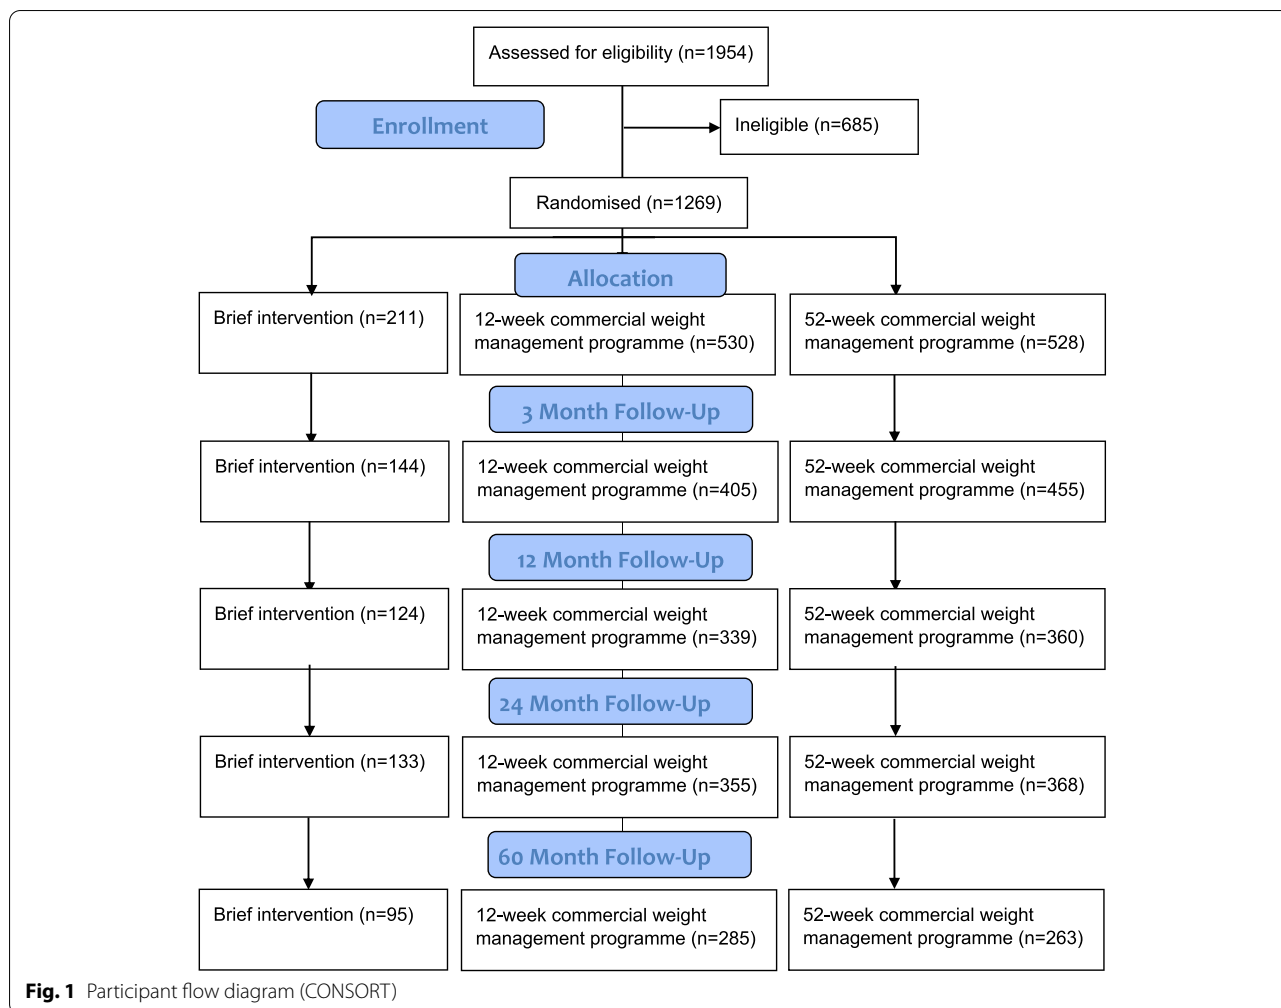 Assessed for eligibility (n=1954)
Enrollment
Ineligible (n=685)
Randomised (n=1269)
Allocation
Brief intervention (n=211)
12-week commercial weight
management programme (n=530)
52-week commercial weight
management programme (n=528)
3 Month Follow-Up
Brief intervention (n=144)
12-week commercial weight
management programme (n=405)
52-week commercial weight
management programme (n=455)
12 Month Follow-Up
Brief intervention (n=124)
12-week commercial weight
management programme (n=339)
52-week commercial weight
management programme (n=360)
24 Month Follow-Up
Brief intervention (n=133)
12-week commercial weight
management programme (n=355)
52-week commercial weight
management programme (n=368)
60 Month Follow-Up
Brief intervention (n=95)
12-week commercial weight
management programme (n=285)
52-week commercial weight
management programme (n=263)
Fig. 1 Participant flow diagram (CONSORT)